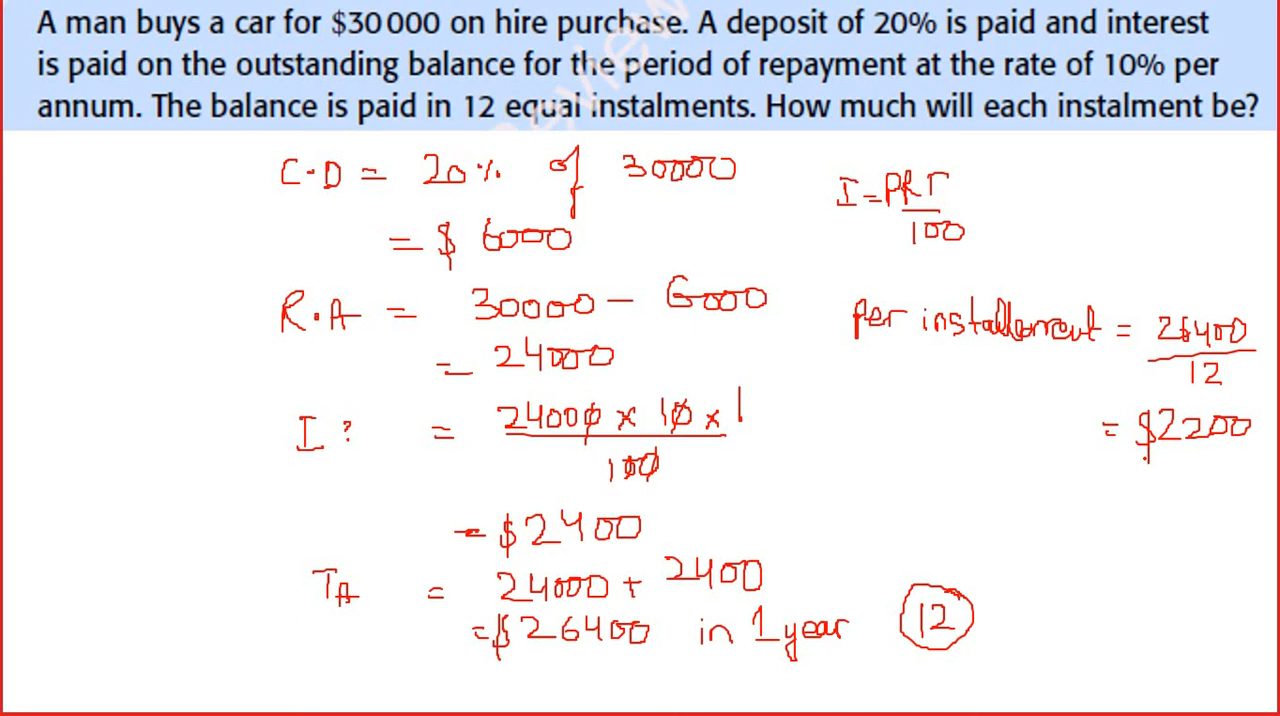 A man buys a car for $30 000 on hire purchase. A deposit of 20% is paid and interest
is paid on the outstanding balance for the period of repayment at the rate of 10% per
annum. The balance is paid in 12 equal instalments. How much will each instalment be?
C.D = 20% of 30000
= $ 6000
R.A = 30000 - 6000
= 24000
I ? = 24000 x 10 x 1
100
= $2400
TA = 24000 + 2400
= $26400 in 1 year
12
I = PRT
100
per installement = 26400
12
= $2200